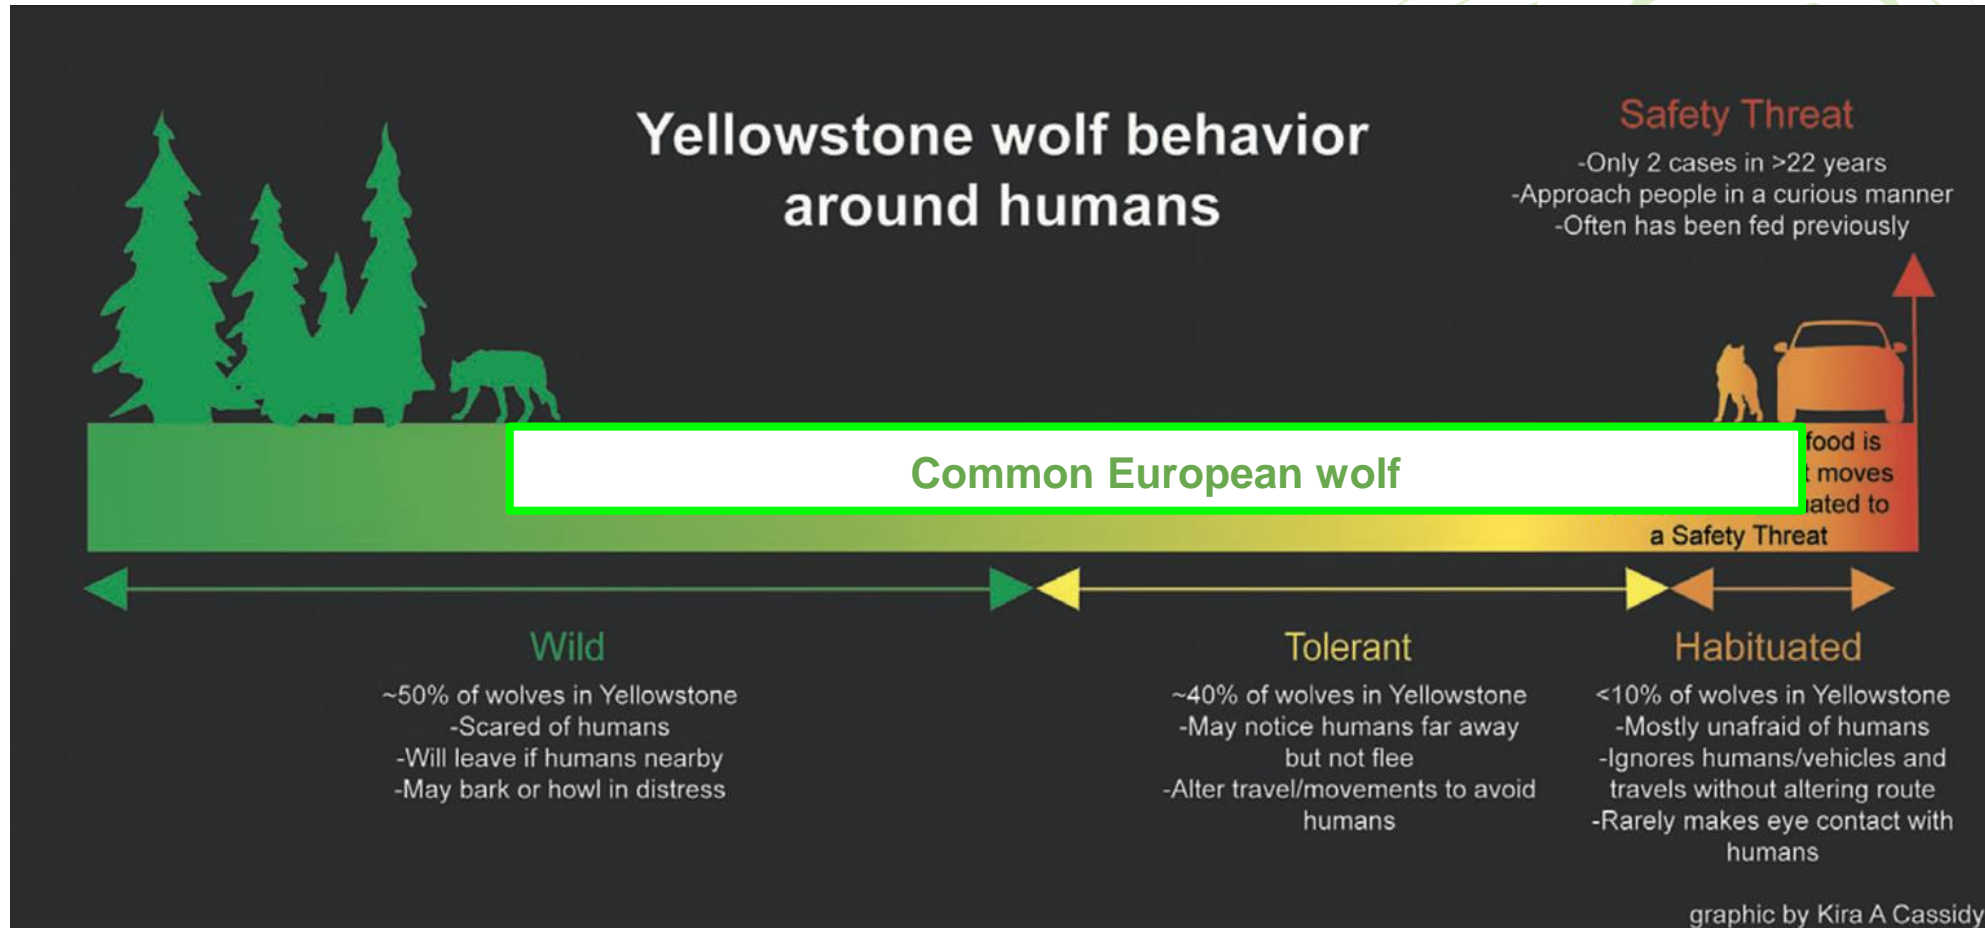 Yellowstone wolf behavior
around humans
Safety Threat
-Only 2 cases in >22 years
-Approach people in a curious manner
-Often has been fed previously
Common European wolf
food is
moves
a Safety Threat
Wild
~50% of wolves in Yellowstone
-Scared of humans
-Will leave if humans nearby
-May bark or howl in distress
Tolerant
~40% of wolves in Yellowstone
-May notice humans far away
but not flee
-Alter travel/movements to avoid
humans
Habituated
<10% of wolves in Yellowstone
-Mostly unafraid of humans
-Ignores humans/vehicles and
travels without altering route
-Rarely makes eye contact with
humans
graphic by Kira A Cassidy